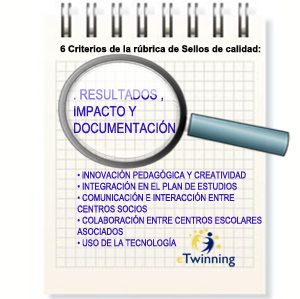 6 Criterios de la rúbrica de Sellos de calidad:
. RESULTADOS ,
IMPACTO Y
DOCUMENTACIÓN
• INNOVACIÓN PEDAGÓGICA Y CREATIVIDAD
• INTEGRACIÓN EN EL PLAN DE ESTUDIOS
• COMUNICACIÓN E INTERACCIÓN ENTRE
CENTROS SOCIOS
• COLABORACIÓN ENTRE CENTROS ESCOLARES
ASOCIADOS
• USO DE LA TECNOLOGÍA
eTwinning